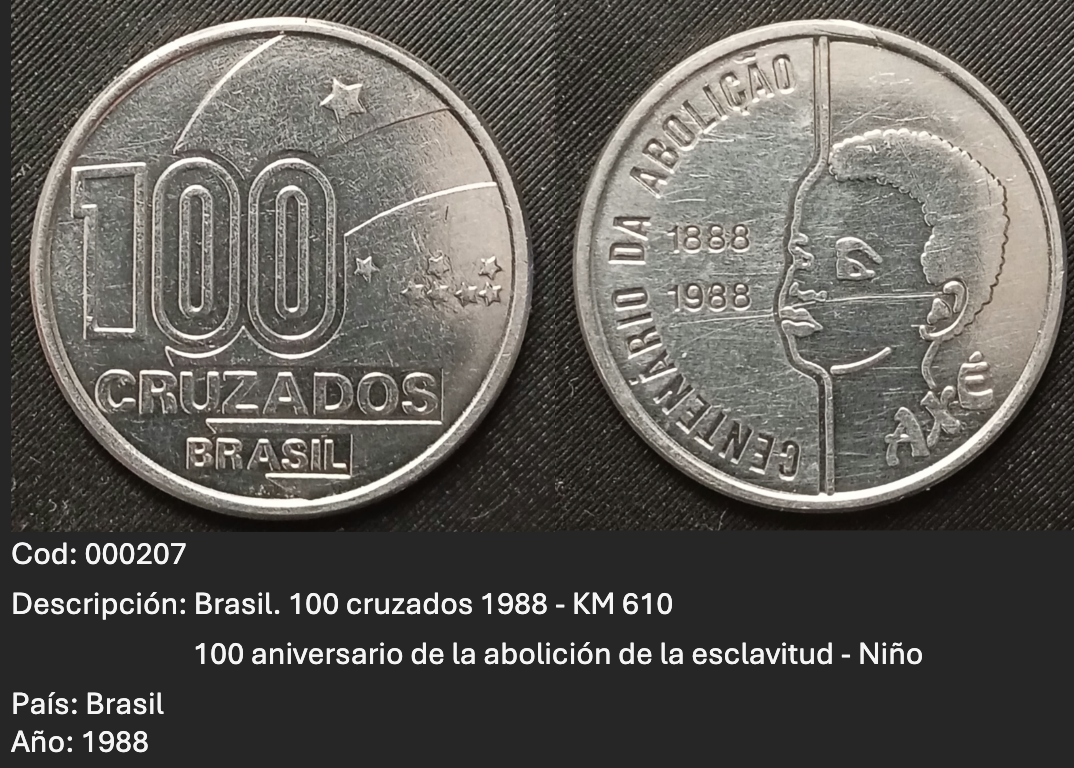 100
CRUZADOS
BRASIL
CENTENÁRIO DA ABOLIÇÃO
1888
1988
AXÉ
Cod: 000207
Descripción: Brasil. 100 cruzados 1988 - KM 610
100 aniversario de la abolición de la esclavitud - Niño
País: Brasil
Año: 1988